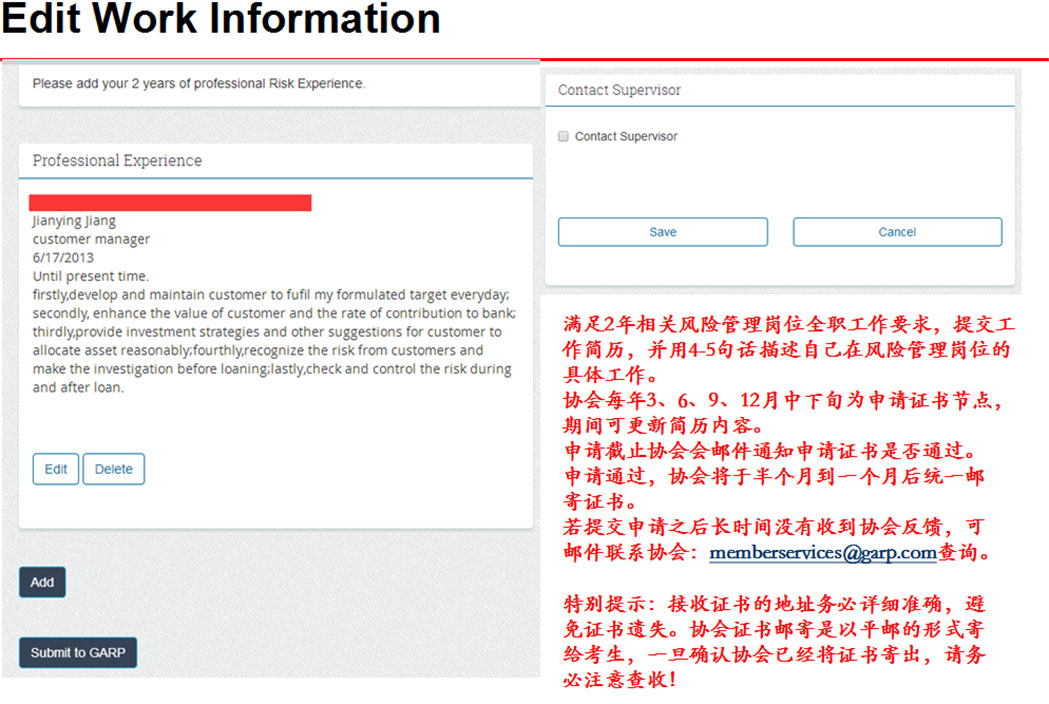 Edit Work Information
Please add your 2 years of professional Risk Experience.
Professional Experience
Jianying Jiang
customer manager
6/17/2013
Until present time.
firstly,develop and maintain customer to fufil my formulated target everyday;
secondly, enhance the value of customer and the rate of contribution to bank;
thirdly,provide investment strategies and other suggestions for customer to
allocate asset reasonably;fourthly,recognize the risk from customers and
make the investigation before loaning;lastly,check and control the risk during
and after loan.
Edit
Delete
Add
Submit to GARP
Contact Supervisor
Contact Supervisor
Save
Cancel
满足2年相关风险管理岗位全职工作要求，提交工
作简历，并用4-5句话描述自己在风险管理岗位的
具体工作。
协会每年3、6、9、12月中下旬为申请证书节点，
期间可更新简历内容。
申请截止协会会邮件通知申请证书是否通过。
申请通过，协会将于半个月到一个月后统一邮
寄证书。
若提交申请之后长时间没有收到协会反馈，可
邮件联系协会：memberservices@garp.com查询。
特别提示：接收证书的地址务必详细准确，避
免证书遗失。协会证书邮寄是以平邮的形式寄
给考生，一旦确认协会已经将证书寄出，请务
必注意查收！